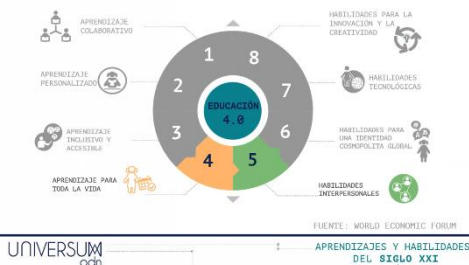 APRENDIZAJE
COLABORATIVO
HABILIDADES PARA LA
INNOVACIÓN Y LA
CREATIVIDAD
1
8
APRENDIZAJE
PERSONALIZADO
2
7
HABILIDADES
TECNOLÓGICAS
EDUCACIÓN
4.0
APRENDIZAJE
INCLUSIVO Y
ACCESIBLE
3
6
HABILIDADES PARA
UNA IDENTIDAD
COSMOPOLITA GLOBAL
4
5
APRENDIZAJE PARA
TODA LA VIDA
HABILIDADES
INTERPERSONALES
FUENTE: WORLD ECONOMIC FORUM
UNIVERSUM
APRENDIZAJES Y HABILIDADES
DEL SIGLO XXI